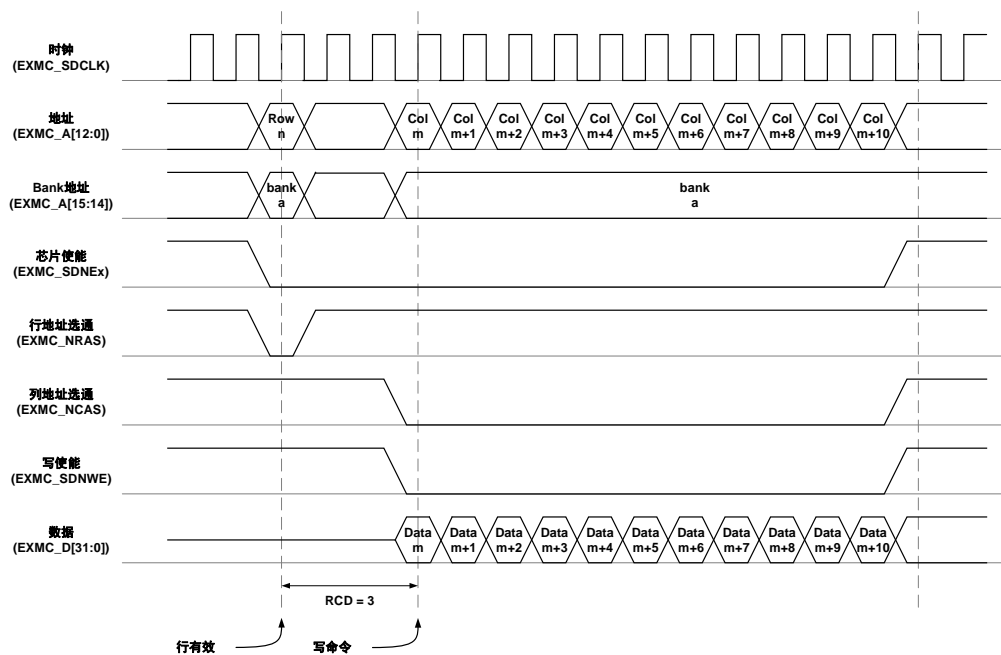 时钟
(EXMC_SDCLK)
地址
(EXMC_A[12:0])
Row Col Col Col Col Col Col Col Col Col Col Col
n m m+1 m+2 m+3 m+4 m+5 m+6 m+7 m+8 m+9 m+10
Bank地址
(EXMC_A[15:14])
bank bank
a a
芯片使能
(EXMC_SDNEx)
行地址选通
(EXMC_NRAS)
列地址选通
(EXMC_NCAS)
写使能
(EXMC_SDNWE)
数据
(EXMC_D[31:0])
Data Data Data Data Data Data Data Data Data Data Data
m m+1 m+2 m+3 m+4 m+5 m+6 m+7 m+8 m+9 m+10
RCD = 3
行有效 写命令